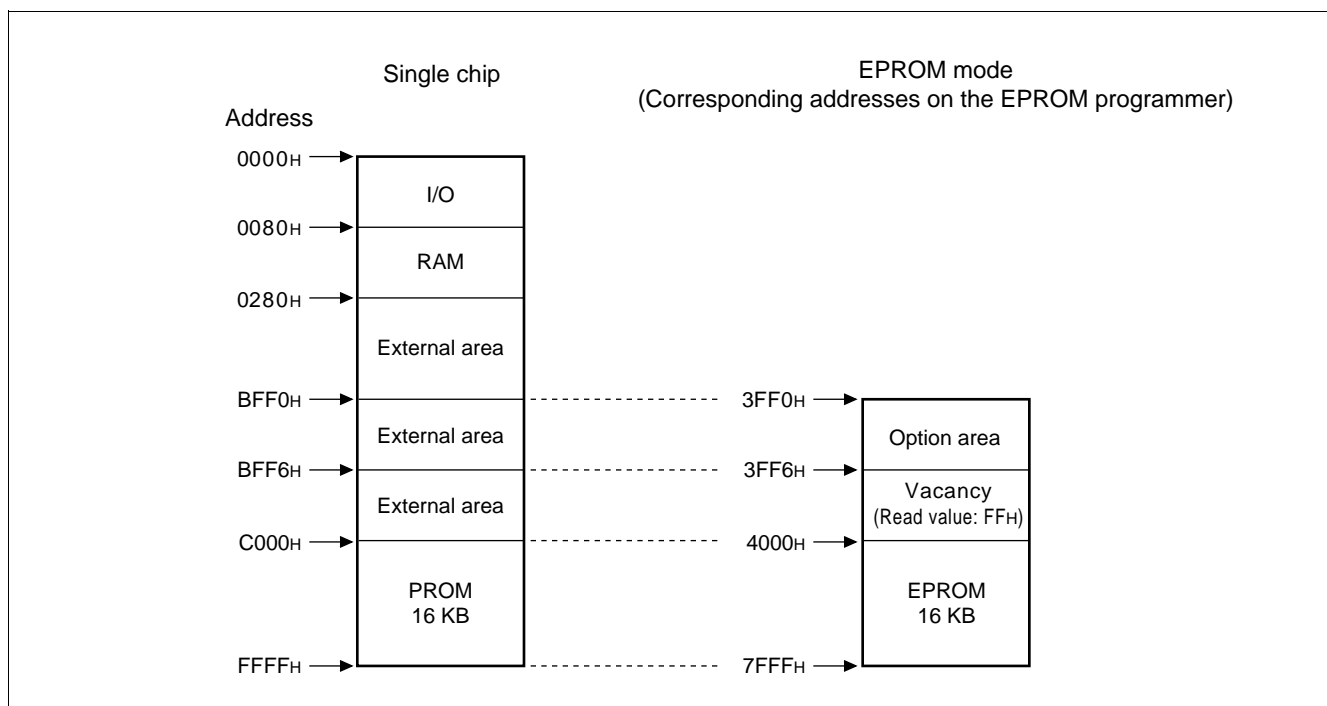 Single chip
EPROM mode
(Corresponding addresses on the EPROM programmer)
Address
0000H
I/O
0080H
RAM
0280H
External area
BFF0H
3FF0H
External area
Option area
BFF6H
3FF6H
External area
Vacancy
(Read value: FFH)
C000H
4000H
PROM
16 KB
EPROM
16 KB
FFFFH
7FFFH